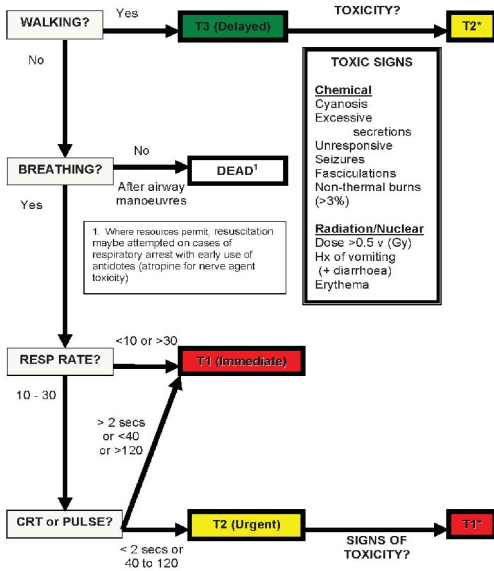 WALKING?
Yes
T3 (Delayed)
TOXICITY?
T2*
No
TOXIC SIGNS
Chemical
Cyanosis
Excessive
secretions
Unresponsive
Seizures
Fasciculations
Non-thermal burns
(>3%)
Radiation/Nuclear
Dose >0.5 v (Gy)
Hx of vomiting
(+ diarrhoea)
Erythema
BREATHING?
No
DEAD¹
After airway
manoeuvres
Yes
1. Where resources permit, resuscitation
maybe attempted on cases of
respiratory arrest with early use of
antidotes (atropine for nerve agent
toxicity)
RESP RATE?
<10 or >30
T1 (Immediate)
10 - 30
> 2 secs
or <40
or >120
CRT or PULSE?
T2 (Urgent)
T1*
< 2 secs or
40 to 120
SIGNS OF
TOXICITY?